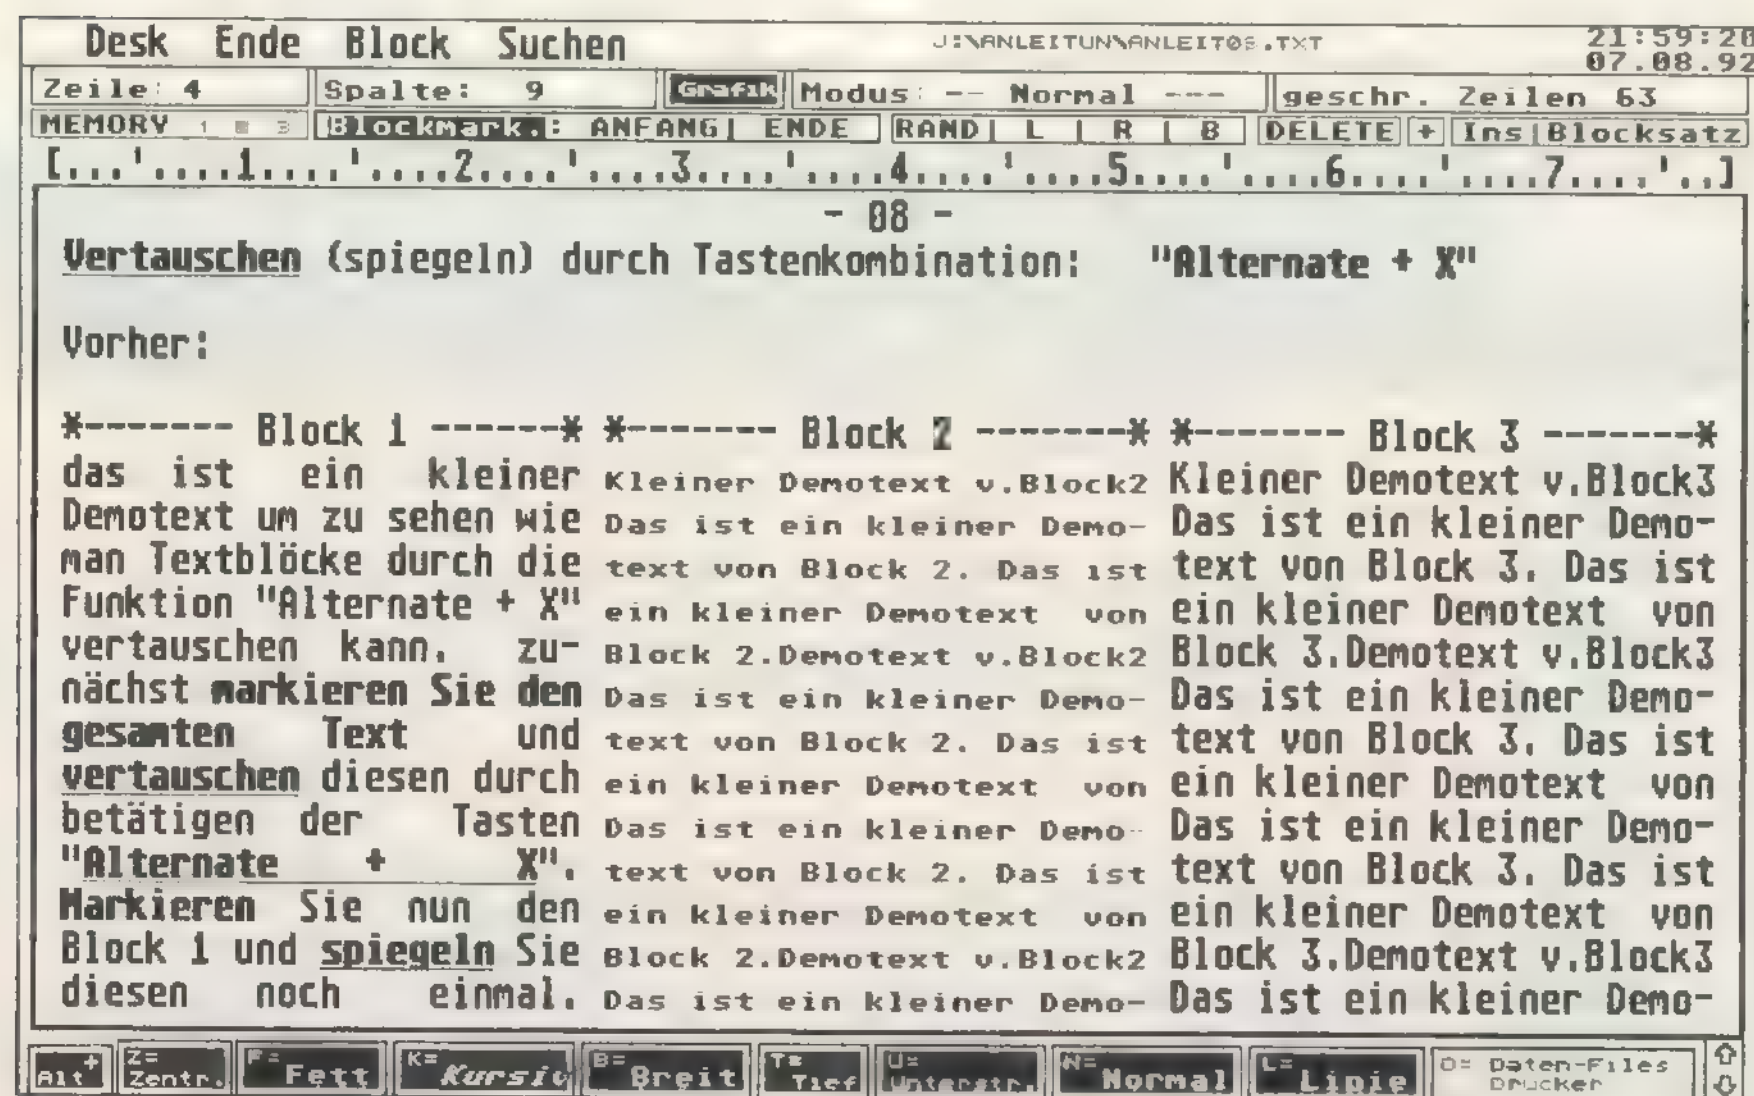 Desk Ende Block Suchen J:\ANLEITUN\ANLEIT08.TXT 21:59:20
07.08.92
Zeile: 4 Spalte: 9 Grafik Modus: -- Normal --- geschr. Zeilen 63
MEMORY 1 ■ 3 Blockmark.: ANFANG| ENDE RAND| L | R | B DELETE + Ins|Blocksatz
[...'....1....'....2....'....3....'....4....'....5....'....6....'....7....'..]
- 08 -
Vertauschen (spiegeln) durch Tastenkombination: "Alternate + X"
Vorher:
*------- Block 1 ------* *------- Block 2 -------* *------- Block 3 -------*
das ist ein kleiner Kleiner Demotext v.Block2 Kleiner Demotext v.Block3
Demotext um zu sehen wie Das ist ein kleiner Demo- Das ist ein kleiner Demo-
man Textblöcke durch die text von Block 2. Das ist text von Block 3. Das ist
Funktion "Alternate + X" ein kleiner Demotext von ein kleiner Demotext von
vertauschen kann. zu- Block 2.Demotext v.Block2 Block 3.Demotext v.Block3
nächst markieren Sie den Das ist ein kleiner Demo- Das ist ein kleiner Demo-
gesamten Text und text von Block 2. Das ist text von Block 3. Das ist
vertauschen diesen durch ein kleiner Demotext von ein kleiner Demotext von
betätigen der Tasten Das ist ein kleiner Demo- Das ist ein kleiner Demo-
"Alternate + X". text von Block 2. Das ist text von Block 3. Das ist
Markieren Sie nun den ein kleiner Demotext von ein kleiner Demotext von
Block 1 und spiegeln Sie Block 2.Demotext v.Block2 Block 3.Demotext v.Block3
diesen noch einmal. Das ist ein kleiner Demo- Das ist ein kleiner Demo-
Alt+ Z= Zentr. F= Fett K= Kursiv B= Breit T= Tief U= Unterstr. N= Normal L= Linie D= Daten-Files
Drucker